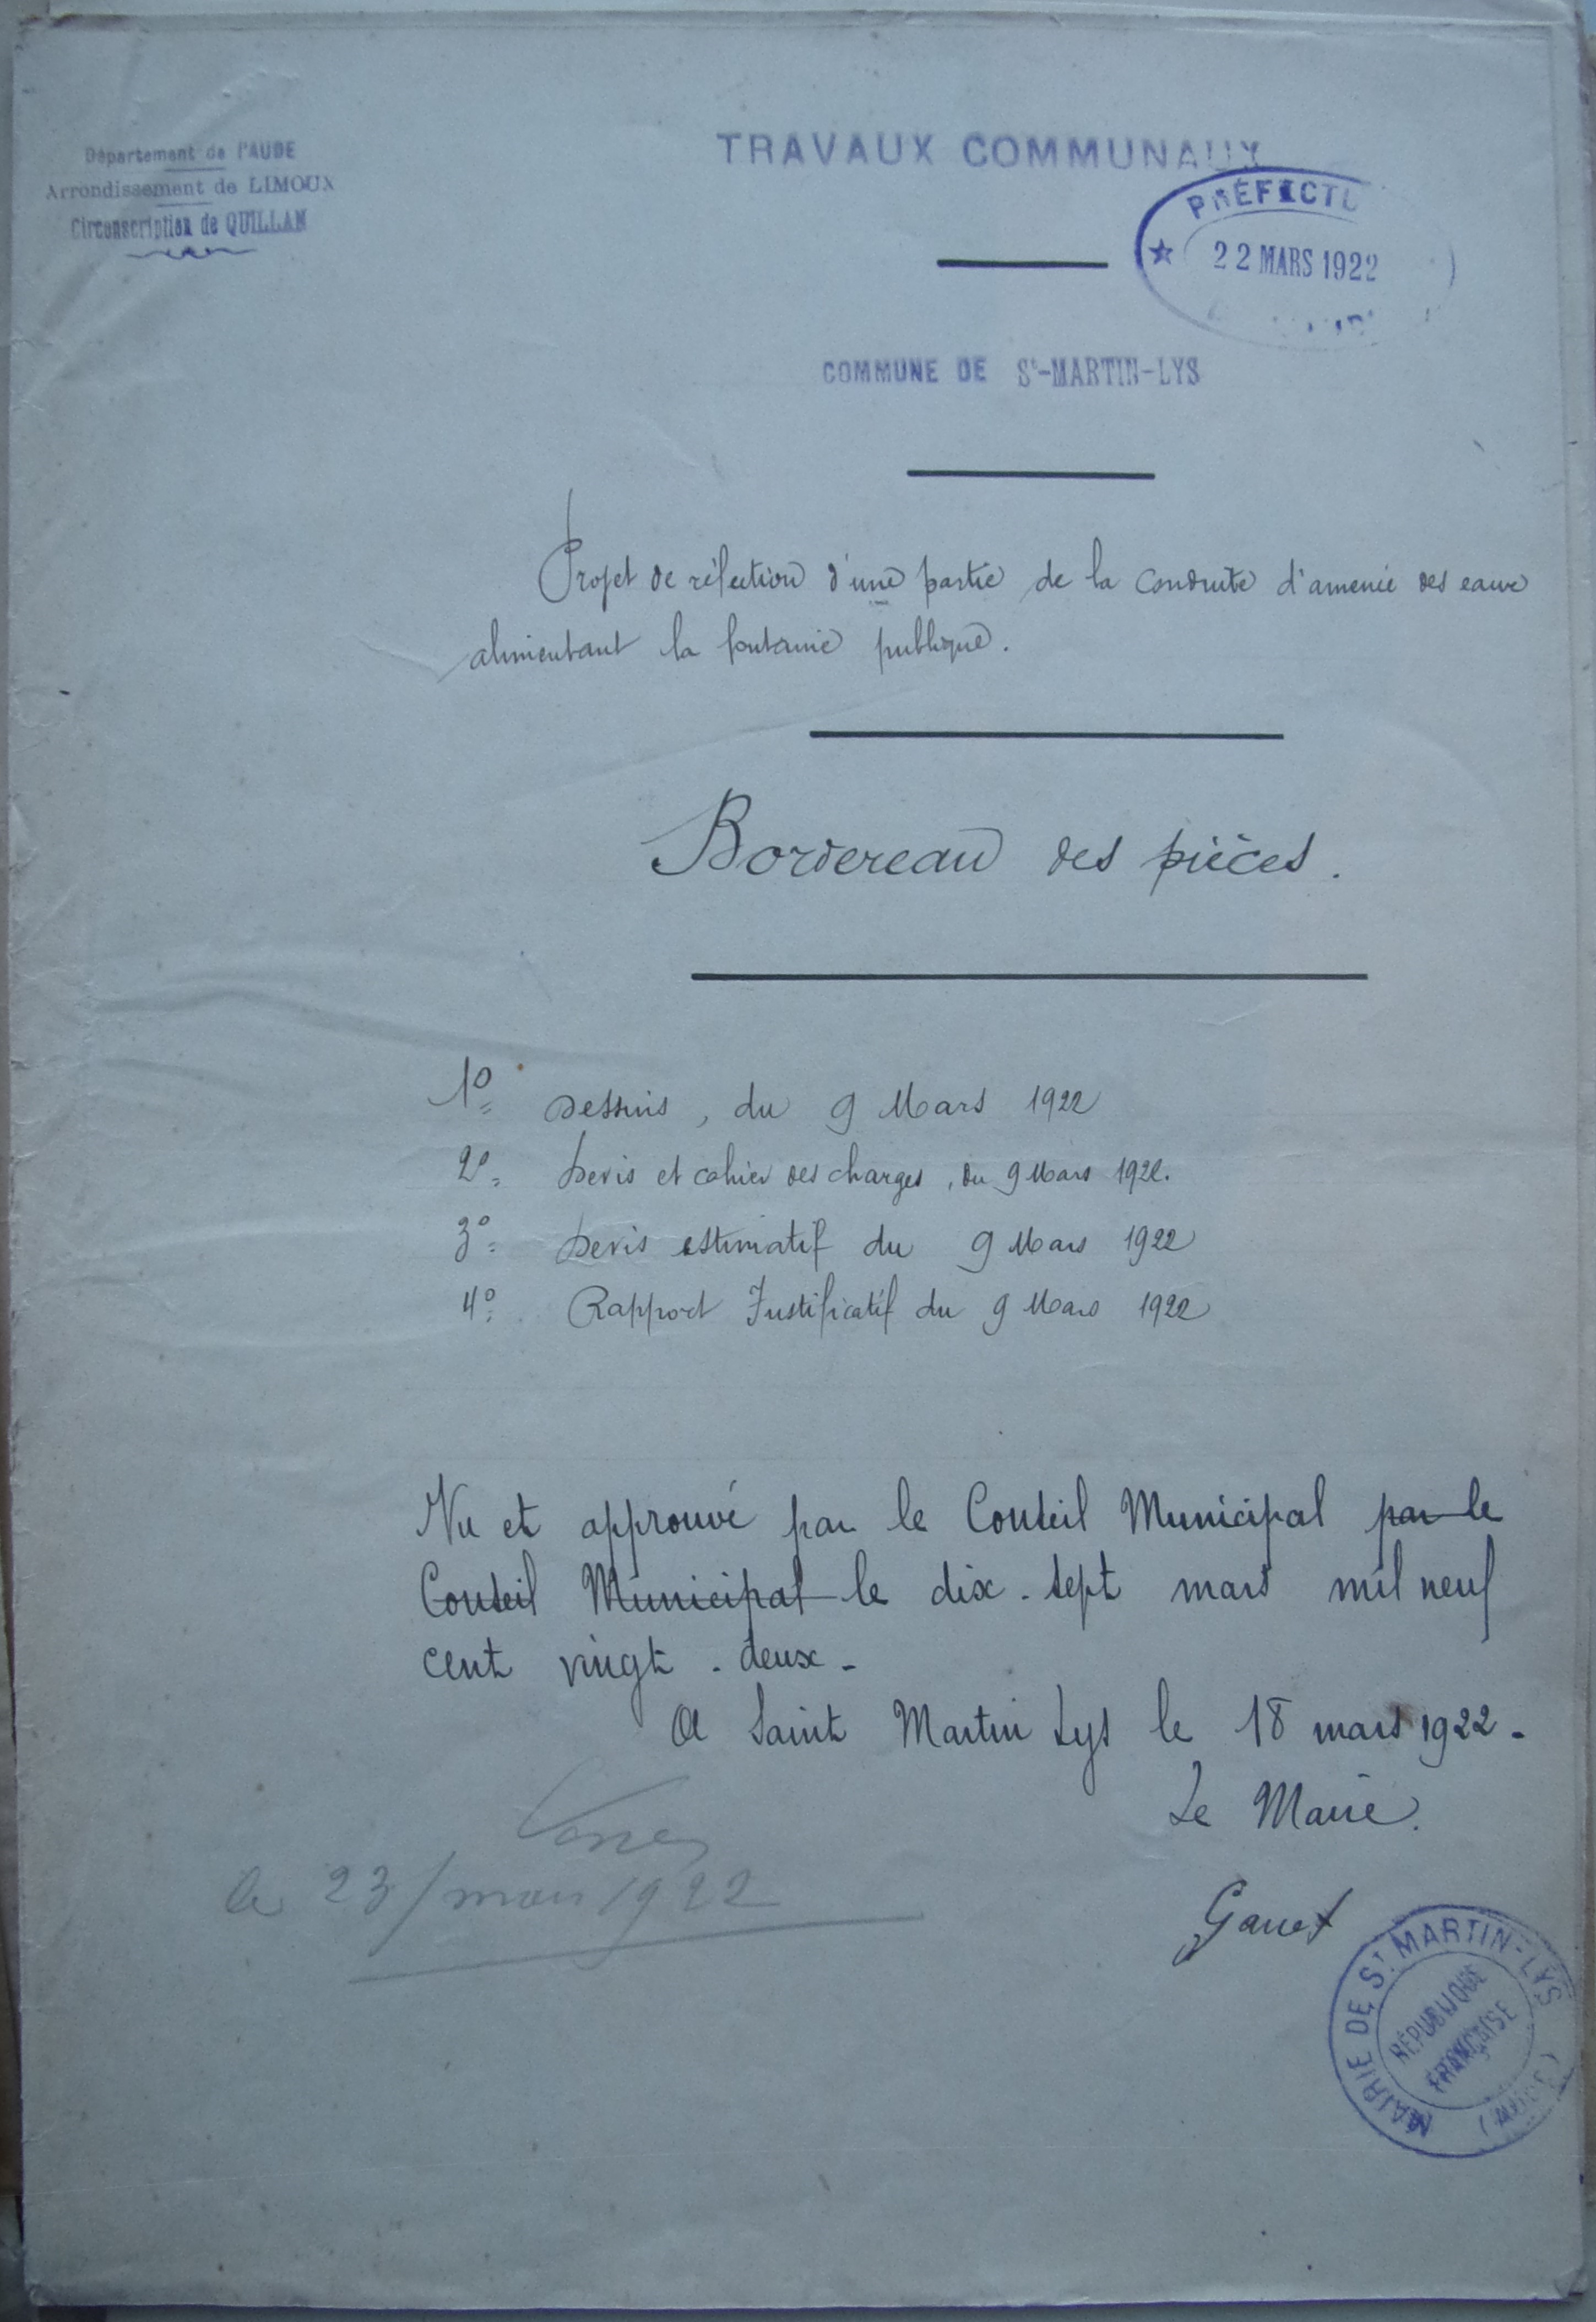 Département de l'AUDE
Arrondissement de LIMOUX
Circonscription de QUILLAN
TRAVAUX COMMUNAUX
PRÉFECTU
22 MARS 1922
COMMUNE DE St-MARTIN-LYS
Projet de réfection d'une partie de la conduite d'amenée des eaux
alimentant la fontaine publique.
Bordereau des pièces.
1° Dessins, du 9 Mars 1922
2° Devis et cahier des charges, du 9 Mars 1922.
3° Devis estimatif du 9 Mars 1922
4° Rapport Justificatif du 9 Mars 1922
Vu et approuvé par le Conseil Municipal par le
Conseil Municipal le dix-sept mars mil neuf
cent vingt-deux-
A Saint Martin Lys le 18 mars 1922-
Le Maire.
le 23/mars 1922
MAIRIE DE St MARTIN-LYS (AUDE)
RÉPUBLIQUE
FRANÇAISE